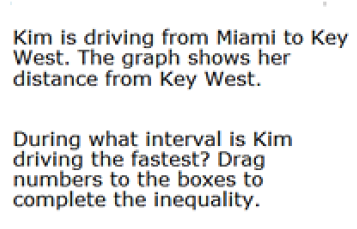 Kim is driving from Miami to Key
West. The graph shows her
distance from Key West.
During what interval is Kim
driving the fastest? Drag
numbers to the boxes to
complete the inequality.